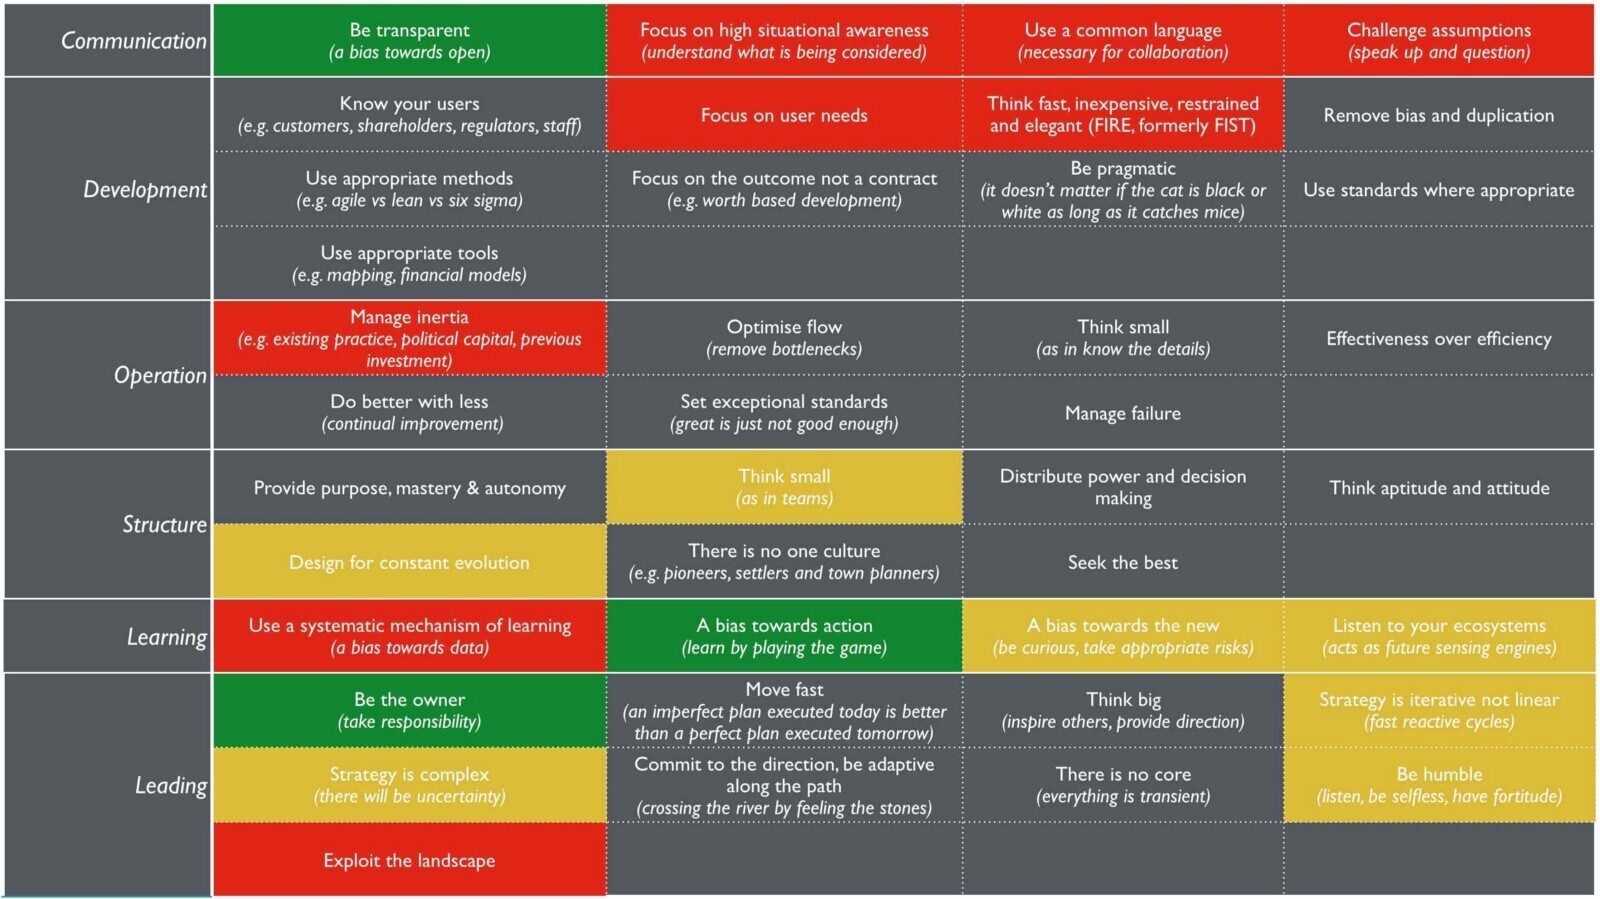 Communication
Be transparent
(a bias towards open)
Focus on high situational awareness
(understand what is being considered)
Use a common language
(necessary for collaboration)
Challenge assumptions
(speak up and question)
Development
Know your users
(e.g. customers, shareholders, regulators, staff)
Focus on user needs
Think fast, inexpensive, restrained
and elegant (FIRE, formerly FIST)
Remove bias and duplication
Use appropriate methods
(e.g. agile vs lean vs six sigma)
Focus on the outcome not a contract
(e.g. worth based development)
Be pragmatic
(it doesn't matter if the cat is black or
white as long as it catches mice)
Use standards where appropriate
Use appropriate tools
(e.g. mapping, financial models)
Operation
Manage inertia
(e.g. existing practice, political capital, previous
investment)
Optimise flow
(remove bottlenecks)
Think small
(as in know the details)
Effectiveness over efficiency
Do better with less
(continual improvement)
Set exceptional standards
(great is just not good enough)
Manage failure
Structure
Provide purpose, mastery & autonomy
Think small
(as in teams)
Distribute power and decision
making
Think aptitude and attitude
Design for constant evolution
There is no one culture
(e.g. pioneers, settlers and town planners)
Seek the best
Learning
Use a systematic mechanism of learning
(a bias towards data)
A bias towards action
(learn by playing the game)
A bias towards the new
(be curious, take appropriate risks)
Listen to your ecosystems
(acts as future sensing engines)
Leading
Be the owner
(take responsibility)
Move fast
(an imperfect plan executed today is better
than a perfect plan executed tomorrow)
Think big
(inspire others, provide direction)
Strategy is iterative not linear
(fast reactive cycles)
Strategy is complex
(there will be uncertainty)
Commit to the direction, be adaptive
along the path
(crossing the river by feeling the stones)
There is no core
(everything is transient)
Be humble
(listen, be selfless, have fortitude)
Exploit the landscape